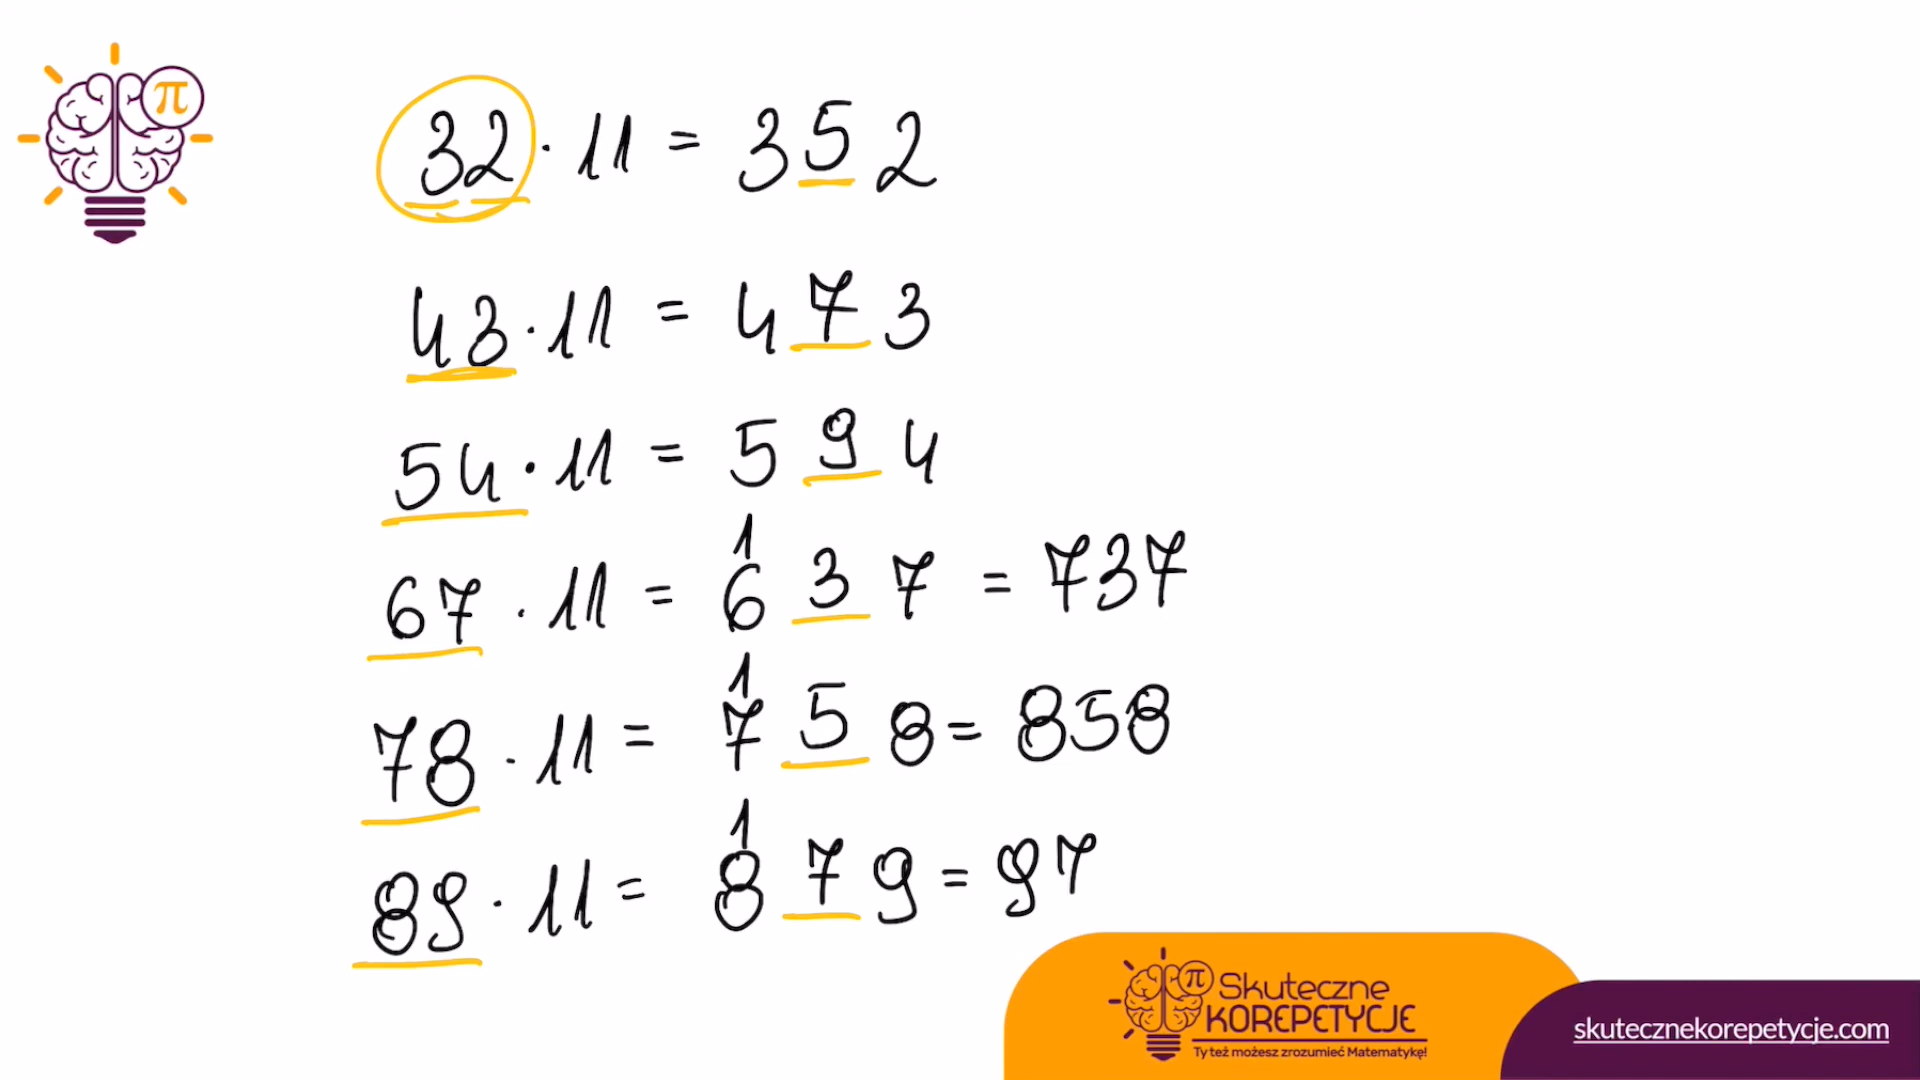 π
32 · 11 = 352
43 · 11 = 473
54 · 11 = 594
1
67 · 11 = 637 = 737
1
78 · 11 = 758 = 858
1
89 · 11 = 879 = 97
π
Skuteczne
KOREPETYCJE
Ty też możesz zrozumieć Matematykę!
skutecznekorepetycje.com